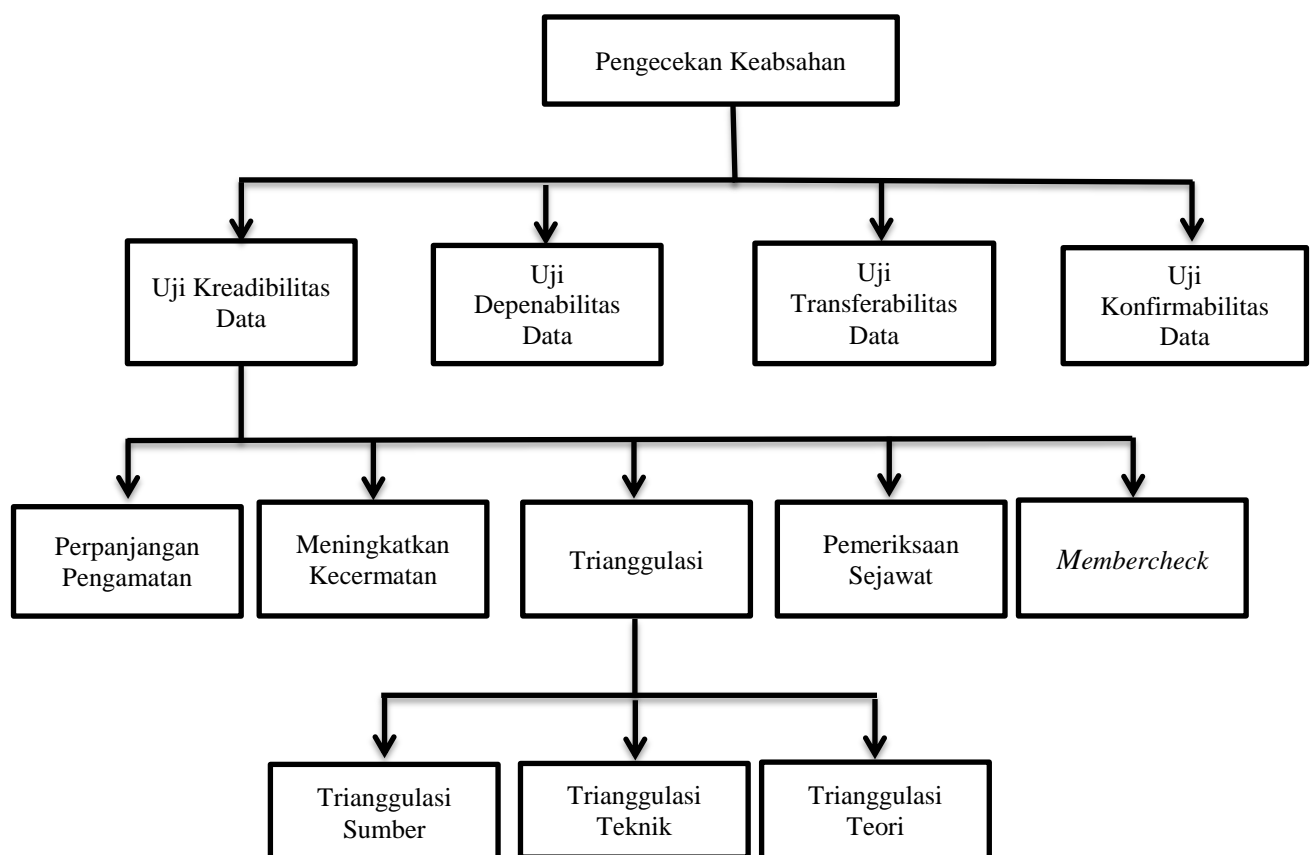 Pengecekan Keabsahan
Uji Kreadibilitas
Data
Uji
Depenabilitas
Data
Uji
Transferabilitas
Data
Uji
Konfirmabilitas
Data
Perpanjangan
Pengamatan
Meningkatkan
Kecermatan
Trianggulasi
Pemeriksaan
Sejawat
Membercheck
Trianggulasi
Sumber
Trianggulasi
Teknik
Trianggulasi
Teori